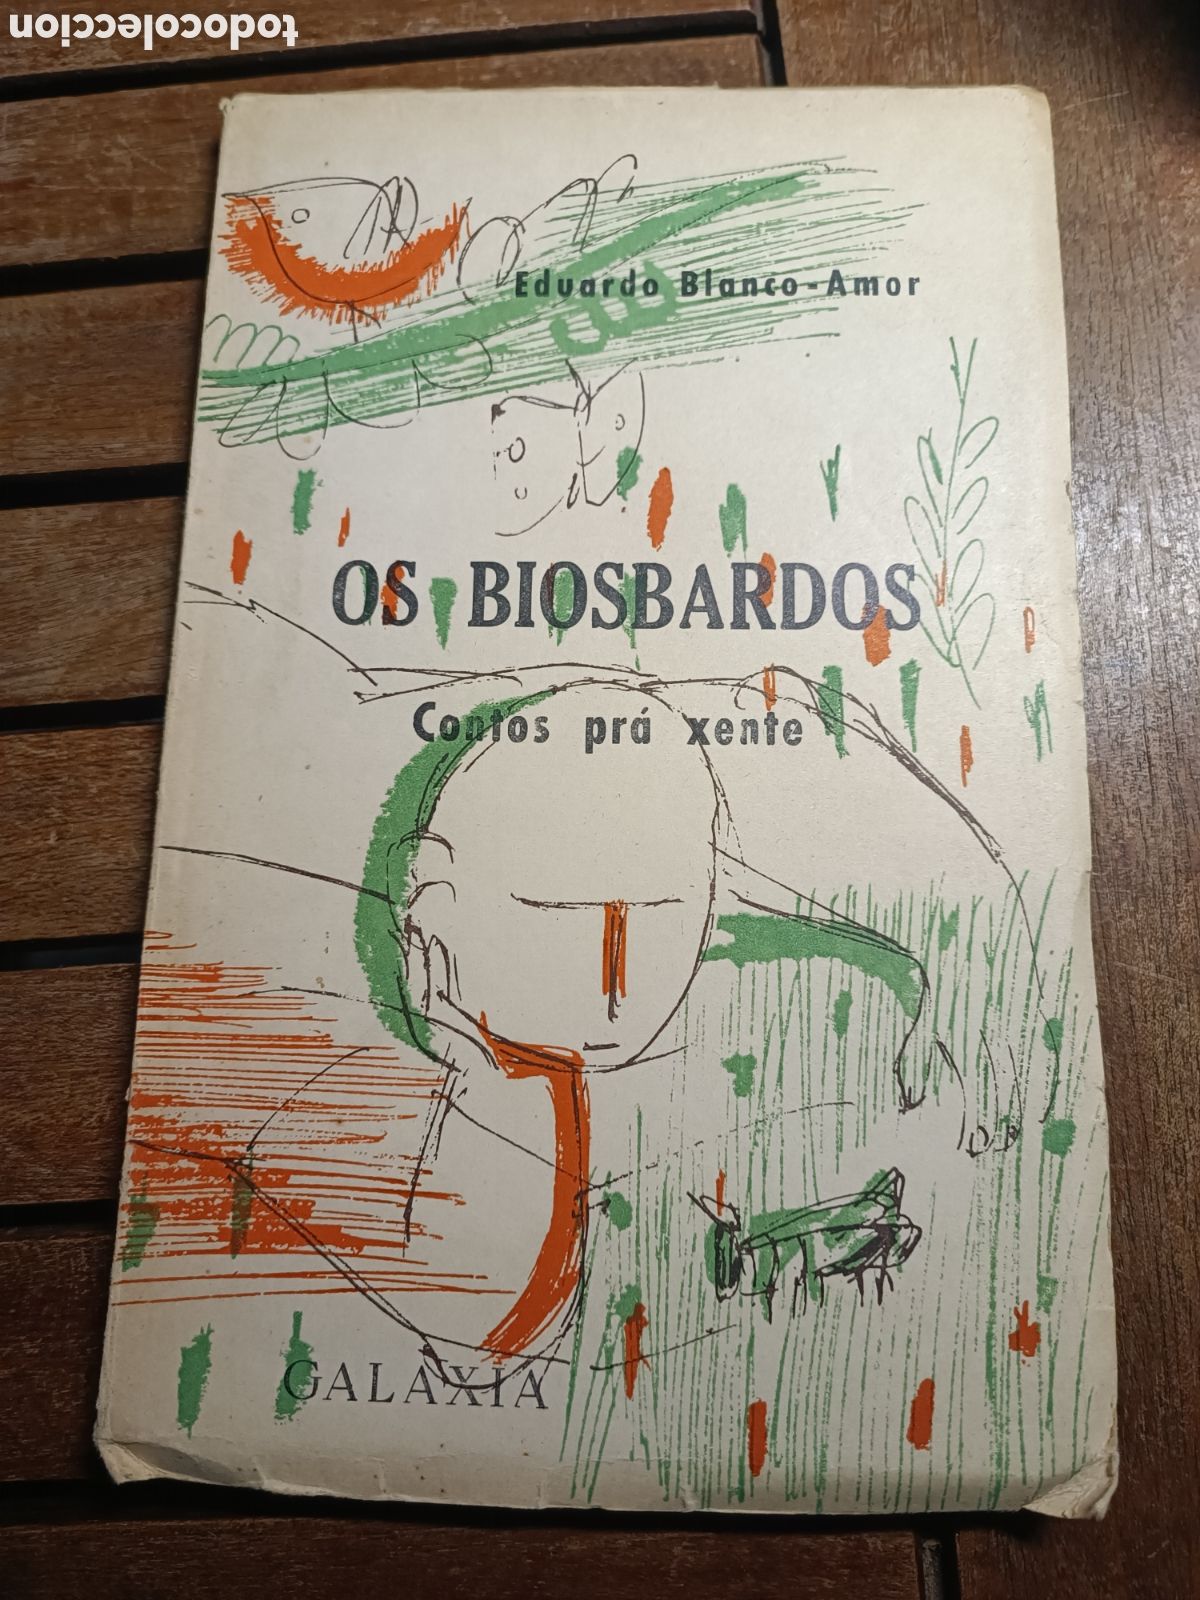 todocoleccion
Eduardo Blanco-Amor
OS BIOSBARDOS
Contos prá xente
GALAXIA